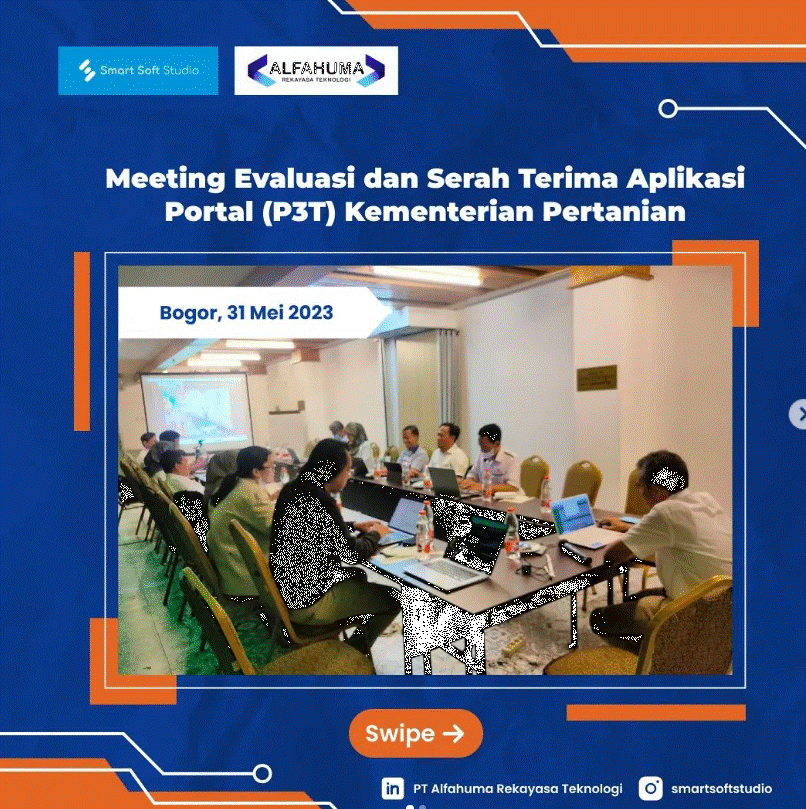 Smart Soft Studio
ALFAHUMA
REKAYASA TEKNOLOGI
Meeting Evaluasi dan Serah Terima Aplikasi
Portal (P3T) Kementerian Pertanian
Bogor, 31 Mei 2023
Swipe →
in PT Alfahuma Rekayasa Teknologi
smartsoftstudio